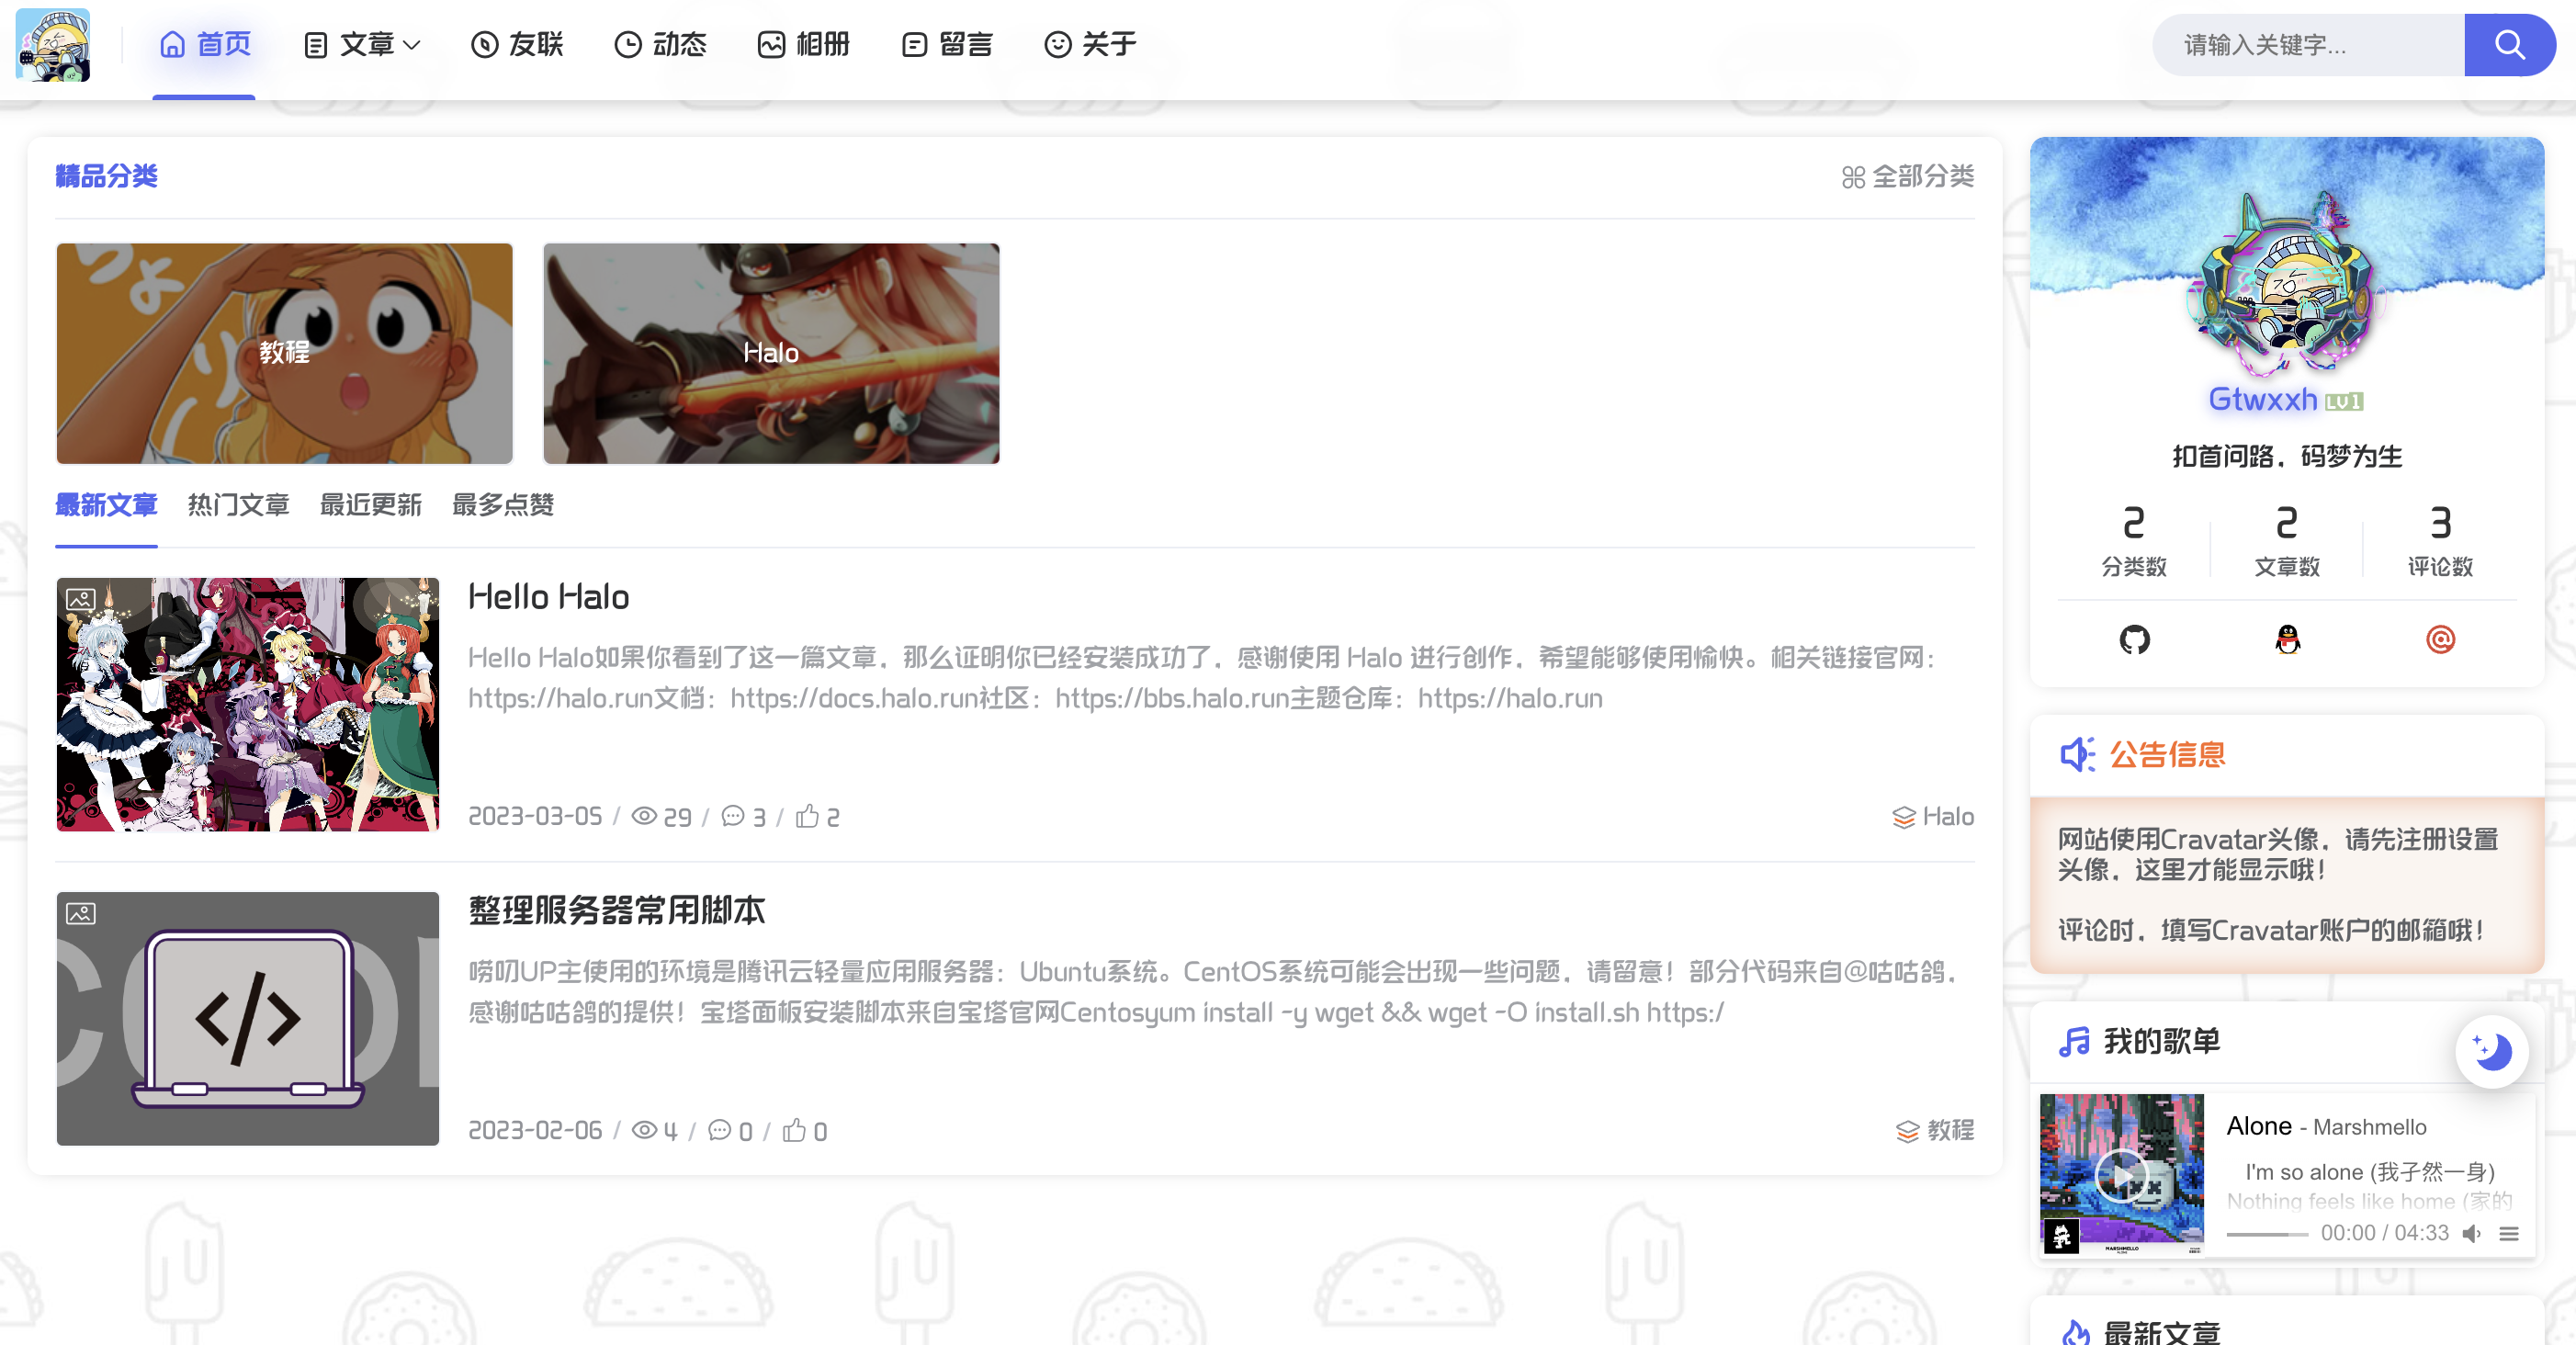 首页 文章 友联 动态 相册 留言 关于
请输入关键字...
精品分类
全部分类
ちょ
教程
Halo
最新文章 热门文章 最近更新 最多点赞
Hello Halo
Hello Halo如果你看到了这一篇文章，那么证明你已经安装成功了，感谢使用 Halo 进行创作，希望能够使用愉快。相关链接官网：
https://halo.run文档：https://docs.halo.run社区：https://bbs.halo.run主题仓库：https://halo.run
2023-03-05 / 29 / 3 / 2
Halo
整理服务器常用脚本
唠叨UP主使用的环境是腾讯云轻量应用服务器：Ubuntu系统。CentOS系统可能会出现一些问题，请留意！部分代码来自@咕咕鸽，
感谢咕咕鸽的提供！宝塔面板安装脚本来自宝塔官网Centosyum install -y wget && wget -O install.sh https:/
</>
2023-02-06 / 4 / 0 / 0
教程
Gtwxxh LV1
扣首问路，码梦为生
2 2 3
分类数 文章数 评论数
公告信息
网站使用Cravatar头像，请先注册设置
头像，这里才能显示哦！
评论时，填写Cravatar账户的邮箱哦！
我的歌单
Alone - Marshmello
I'm so alone (我孑然一身)
Nothing feels like home (家的
00:00 / 04:33
MARSHMELLO
最新文章